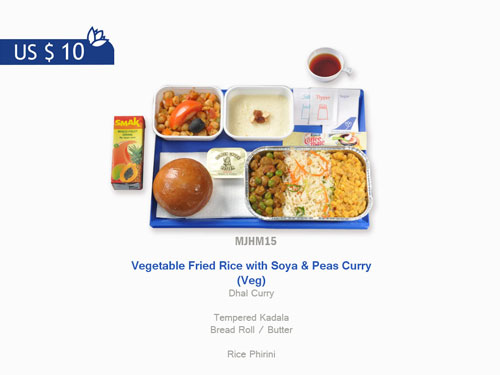 US $ 10
SMAK
Salt
Pepper
MJHM15
Vegetable Fried Rice with Soya & Peas Curry
(Veg)
Dhal Curry
Tempered Kadala
Bread Roll / Butter
Rice Phirini